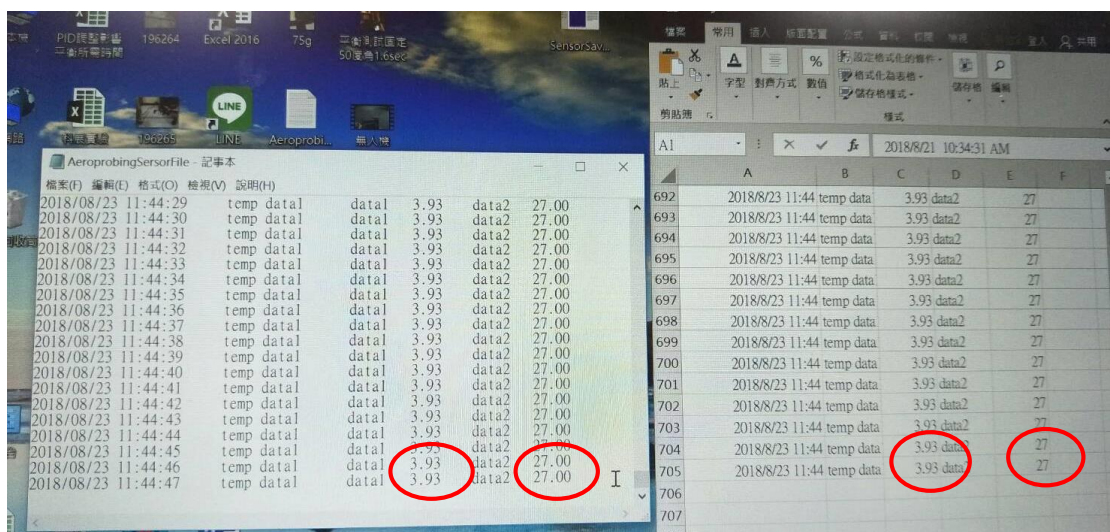 PID調整對齒
平衡所需時間
196264
Excel 2016
75g
平衡測試固定
50度角1.6sec
SensorSav...
196265
LINE
LINE
Aeroprobi...
無人機
AeroprobingSersorFile - 記事本
檔案(F) 編輯(E) 格式(O) 檢視(V) 說明(H)
2018/08/23 11:44:29 temp data1 data1 3.93 data2 27.00
2018/08/23 11:44:30 temp data1 data1 3.93 data2 27.00
2018/08/23 11:44:31 temp data1 data1 3.93 data2 27.00
2018/08/23 11:44:32 temp data1 data1 3.93 data2 27.00
2018/08/23 11:44:33 temp data1 data1 3.93 data2 27.00
2018/08/23 11:44:34 temp data1 data1 3.93 data2 27.00
2018/08/23 11:44:35 temp data1 data1 3.93 data2 27.00
2018/08/23 11:44:36 temp data1 data1 3.93 data2 27.00
2018/08/23 11:44:37 temp data1 data1 3.93 data2 27.00
2018/08/23 11:44:38 temp data1 data1 3.93 data2 27.00
2018/08/23 11:44:39 temp data1 data1 3.93 data2 27.00
2018/08/23 11:44:40 temp data1 data1 3.93 data2 27.00
2018/08/23 11:44:41 temp data1 data1 3.93 data2 27.00
2018/08/23 11:44:42 temp data1 data1 3.93 data2 27.00
2018/08/23 11:44:43 temp data1 data1 3.93 data2 27.00
2018/08/23 11:44:44 temp data1 data1 3.93 data2 27.00
2018/08/23 11:44:45 temp data1 data1 3.93 data2 27.00
2018/08/23 11:44:46 temp data1 data1 3.93 data2 27.00
2018/08/23 11:44:47 temp data1 data1 3.93 data2 27.00
檔案 常用 插入 版面配置 公式 資料 校閱 檢視 登入 共用
貼上 字型 對齊方式 數值 設定格式化的條件 儲存格 編輯
格式化為表格
儲存格樣式
剪貼簿 樣式
A1 fx 2018/8/21 10:34:31 AM
A B C D E F
692 2018/8/23 11:44 temp data 3.93 data2 27
693 2018/8/23 11:44 temp data 3.93 data2 27
694 2018/8/23 11:44 temp data 3.93 data2 27
695 2018/8/23 11:44 temp data 3.93 data2 27
696 2018/8/23 11:44 temp data 3.93 data2 27
697 2018/8/23 11:44 temp data 3.93 data2 27
698 2018/8/23 11:44 temp data 3.93 data2 27
699 2018/8/23 11:44 temp data 3.93 data2 27
700 2018/8/23 11:44 temp data 3.93 data2 27
701 2018/8/23 11:44 temp data 3.93 data2 27
702 2018/8/23 11:44 temp data 3.93 data2 27
703 2018/8/23 11:44 temp data 3.93 data2 27
704 2018/8/23 11:44 temp data 3.93 data2 27
705 2018/8/23 11:44 temp data 3.93 data2 27
706
707